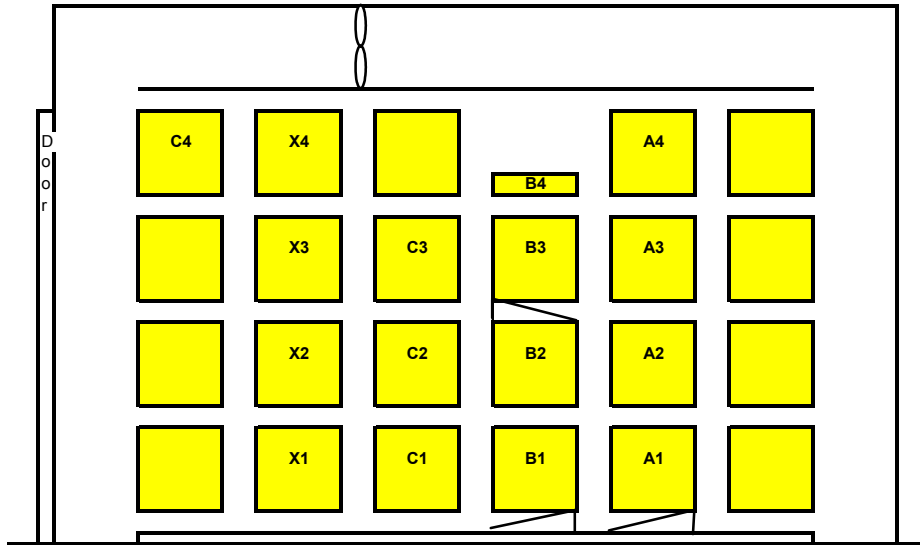 D
o
o
r
C4 X4 A4
B4
X3 C3 B3 A3
X2 C2 B2 A2
X1 C1 B1 A1